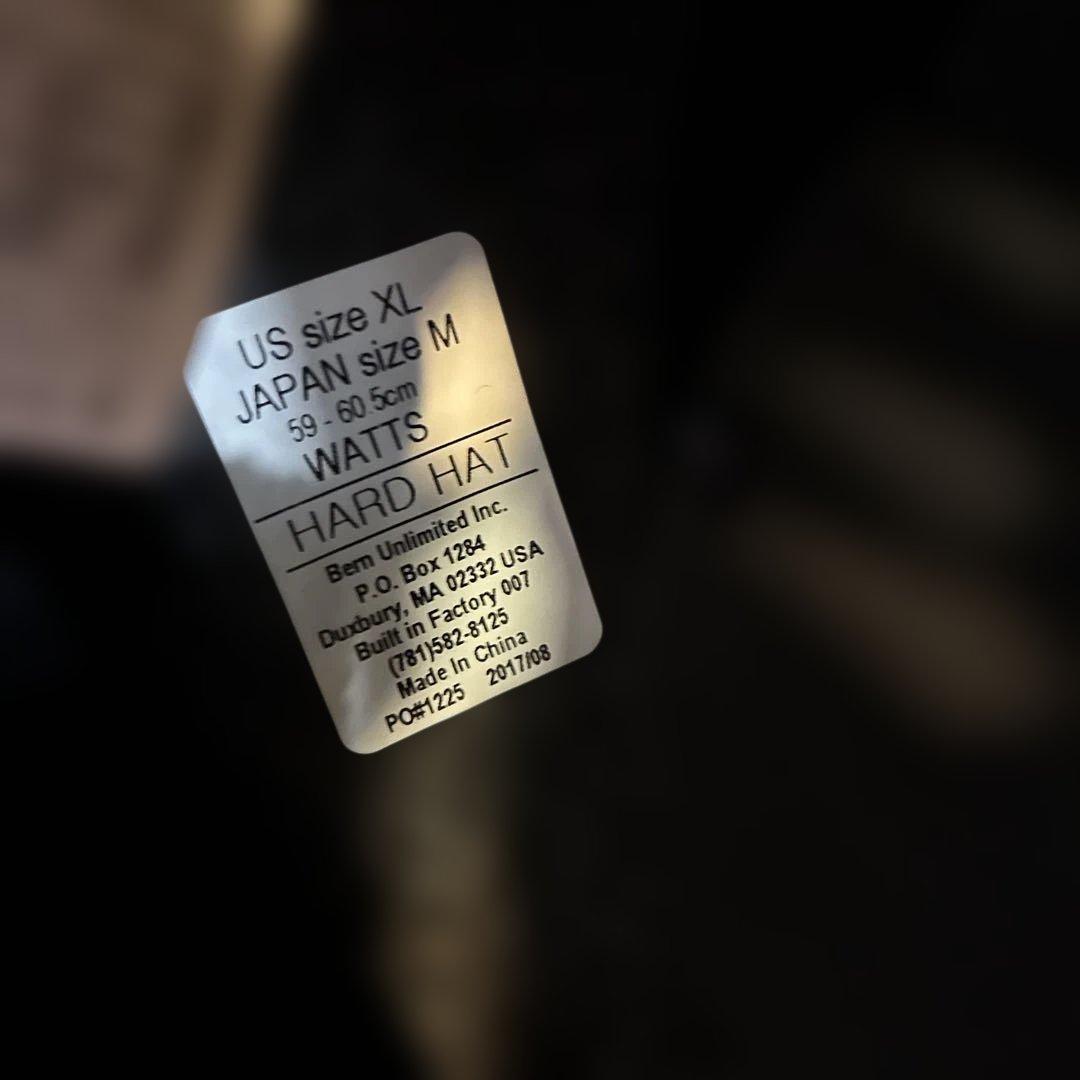 US size XL
JAPAN size M
59 - 60.5cm
WATTS
HARD HAT
Bern Unlimited Inc.
P.O. Box 1284
Duxbury, MA 02332 USA
Built in Factory 007
(781)582-8125
Made In China
PO#1225 2017/08